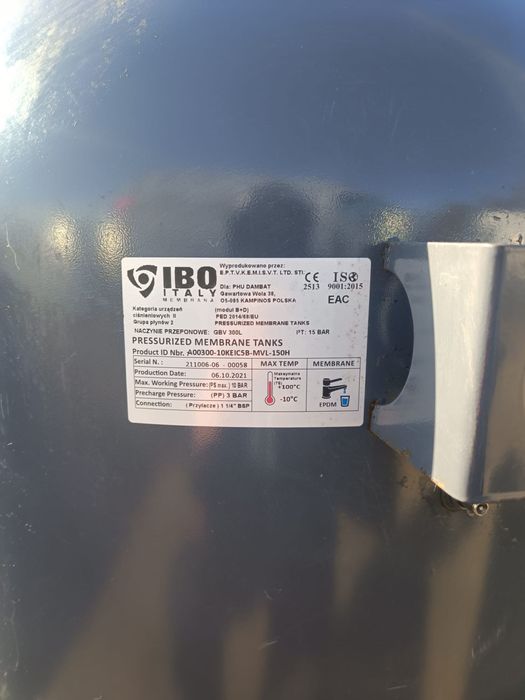 IBO
ITALY
MEMBRANA
Wyprodukowane przez:
E.P.T.V.K.B.M.I.S.V.T. LTD. STI.
Dla: PHU DAMBAT
Gawartowa Wola 38,
05-085 KAMPINOS POLSKA
CE
2513
ISO
9001:2015
EAC
Kategoria urządzeń
ciśnieniowych II
Grupa płynów 2
(moduł B+D)
PED 2014/68/EU
PRESSURIZED MEMBRANE TANKS
NACZYNIE PRZEPONOWE: GBV 300L PT: 15 BAR
PRESSURIZED MEMBRANE TANKS
Product ID Nbr. :A00300-10KEIC5B-MVL-150H
Serial N. : 211006-06 - 00058
Production Date: 06.10.2021
Max. Working Pressure: (PS max.) 10 BAR
Precharge Pressure: (PP) 3 BAR
Connection: (Przyłącze) 1 1/4" BSP
MAX TEMP
Maksymalna
Temperatura
+100°C
-10°C
MEMBRANE
EPDM